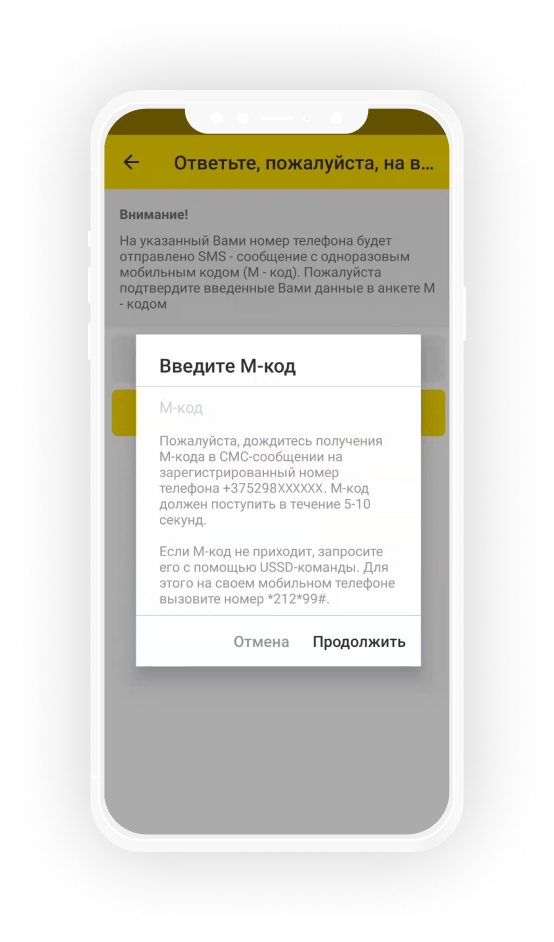 Ответьте, пожалуйста, на в...
Внимание!
На указанный Вами номер телефона будет
отправлено SMS - сообщение с одноразовым
мобильным кодом (М - код). Пожалуйста
подтвердите введенные Вами данные в анкете М
- кодом
Введите М-код
М-код
Пожалуйста, дождитесь получения
М-кода в СМС-сообщении на
зарегистрированный номер
телефона +375298XXXXXX. М-код
должен поступить в течение 5-10
секунд.
Если М-код не приходит, запросите
его с помощью USSD-команды. Для
этого на своем мобильном телефоне
вызовите номер *212*99#.
Отмена Продолжить